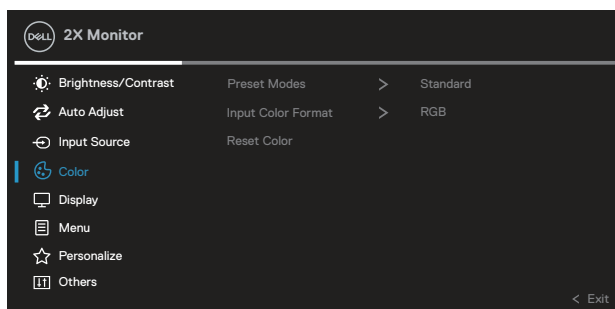 DELL 2X Monitor
Brightness/Contrast Preset Modes > Standard
Auto Adjust Input Color Format > RGB
Input Source Reset Color
Color
Display
Menu
Personalize
Others
< Exit